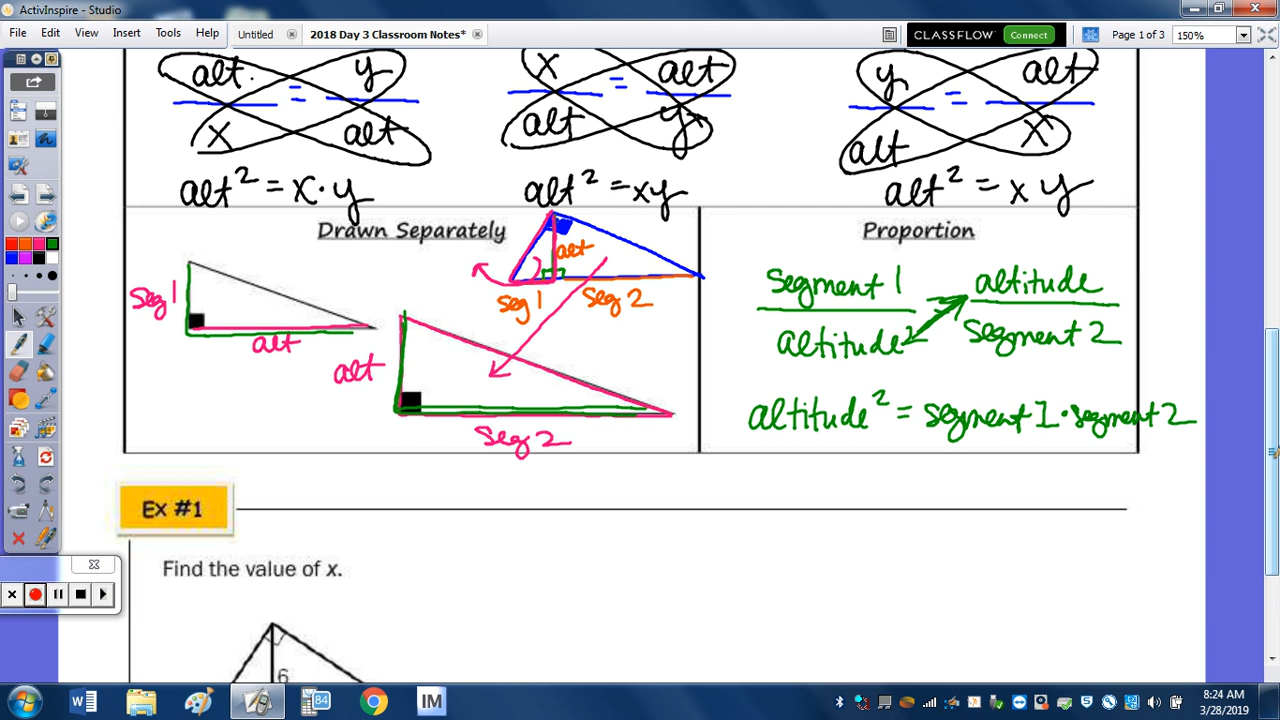 ActivInspire - Studio
File Edit View Insert Tools Help
Untitled
2018 Day 3 Classroom Notes*
CLASSFLOW Connect
Page 1 of 3
150%
alt. = y
x alt
alt² = x · y
x = alt
alt y
alt² = xy
y = alt
alt x
alt² = x y
Drawn Separately
Proportion
seg 1
alt
alt
seg 1 seg 2
alt
seg 2
segment 1 altitude
altitude segment 2
altitude² = segment 1 · segment 2
Ex #1
Find the value of x.
6
84
IM
8:24 AM
3/28/2019